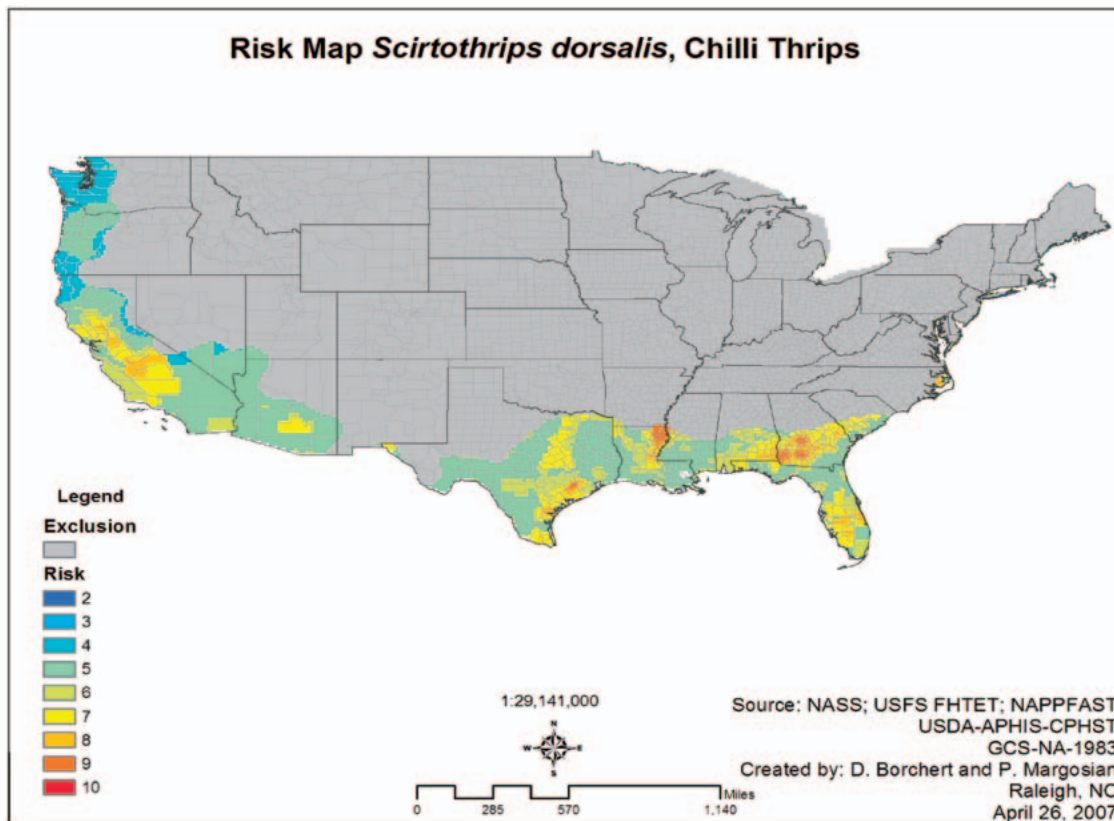 Risk Map Scirtothrips dorsalis, Chilli Thrips
Legend
Exclusion
Risk
2
3
4
5
6
7
8
9
10
1:29,141,000
N
W E
S
Miles
0 285 570 1,140
Source: NASS; USFS FHTET; NAPPFAST
USDA-APHIS-CPHST
GCS-NA-1983
Created by: D. Borchert and P. Margosian
Raleigh, NC
April 26, 2007